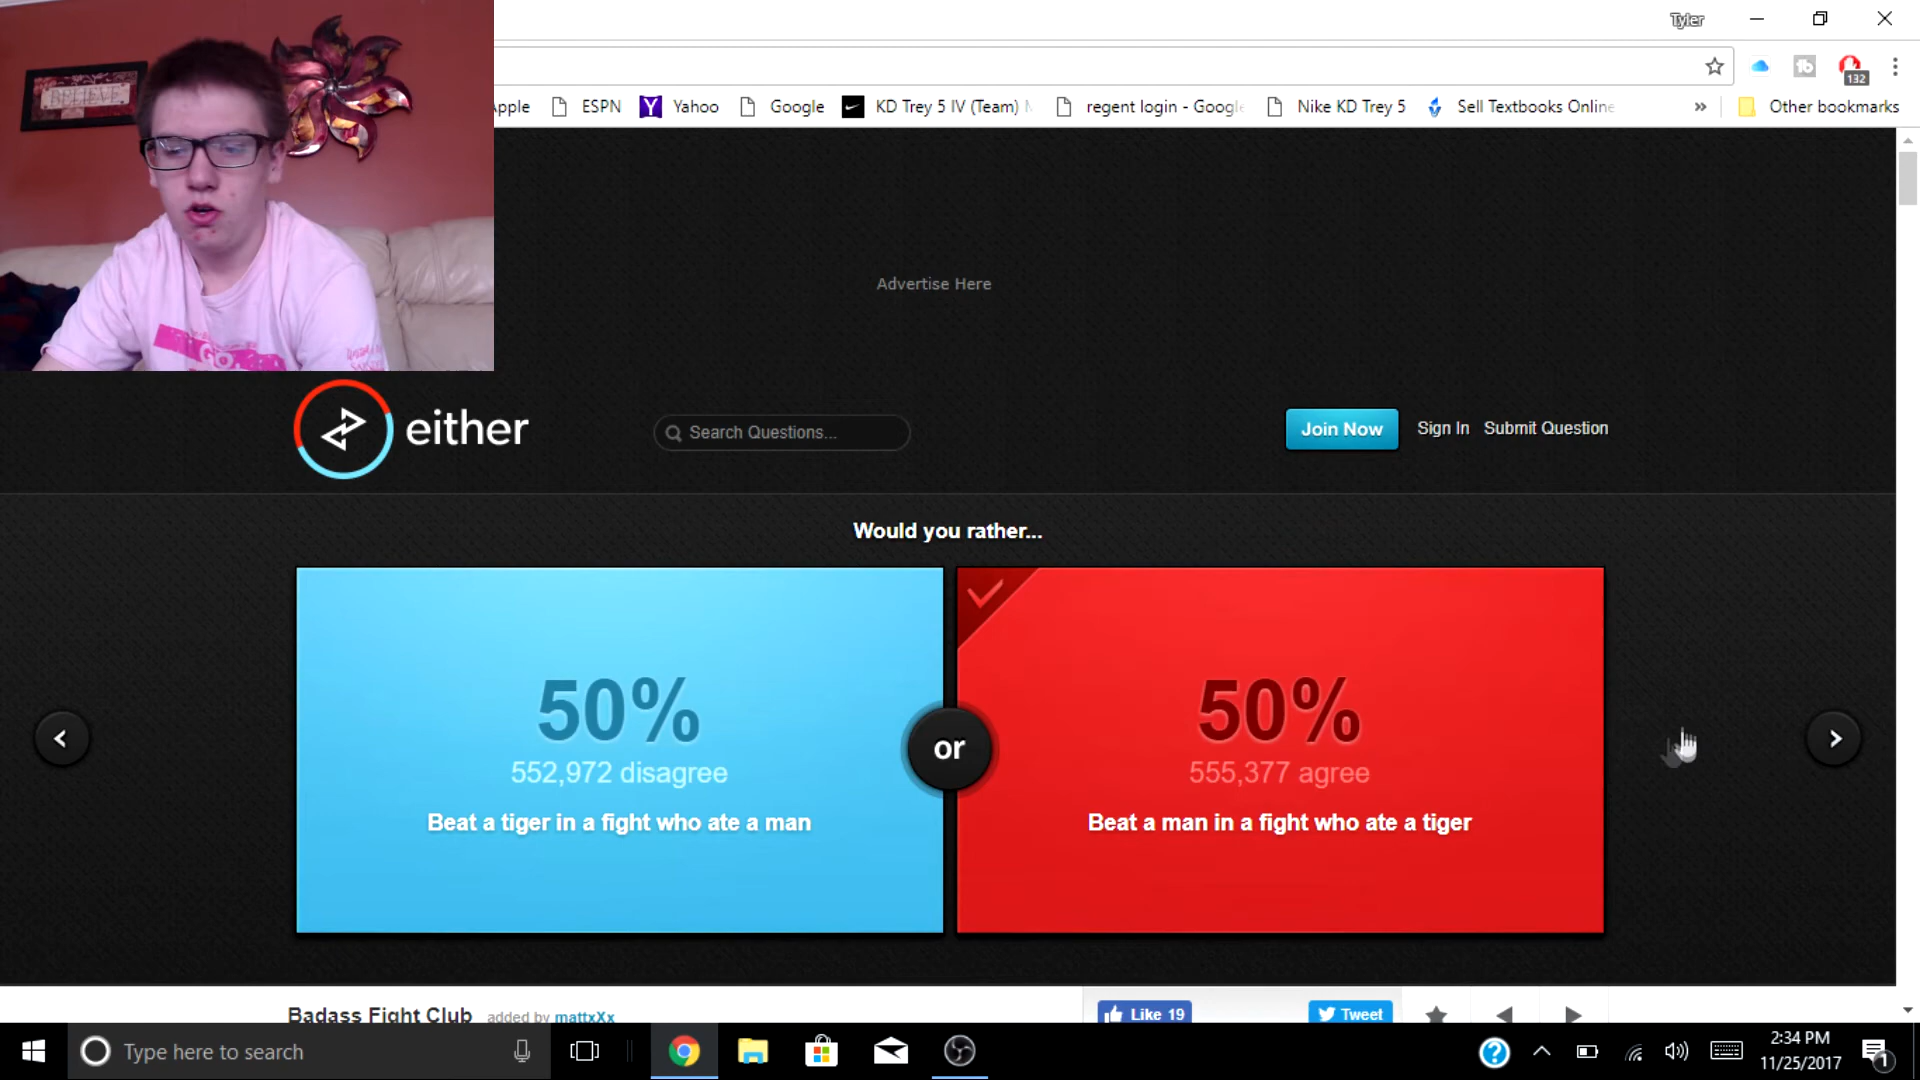 Tyler
132
Apple
ESPN
Yahoo
Google
KD Trey 5 IV (Team)
regent login - Google
Nike KD Trey 5
Sell Textbooks Online
»
Other bookmarks
BELIEVE
GO
Advertise Here
either
Search Questions...
Join Now
Sign In
Submit Question
Would you rather...
50%
552,972 disagree
Beat a tiger in a fight who ate a man
or
50%
555,377 agree
Beat a man in a fight who ate a tiger
Badass Fight Club added by mattxXx
Like 19
Tweet
Type here to search
2:34 PM
11/25/2017
1